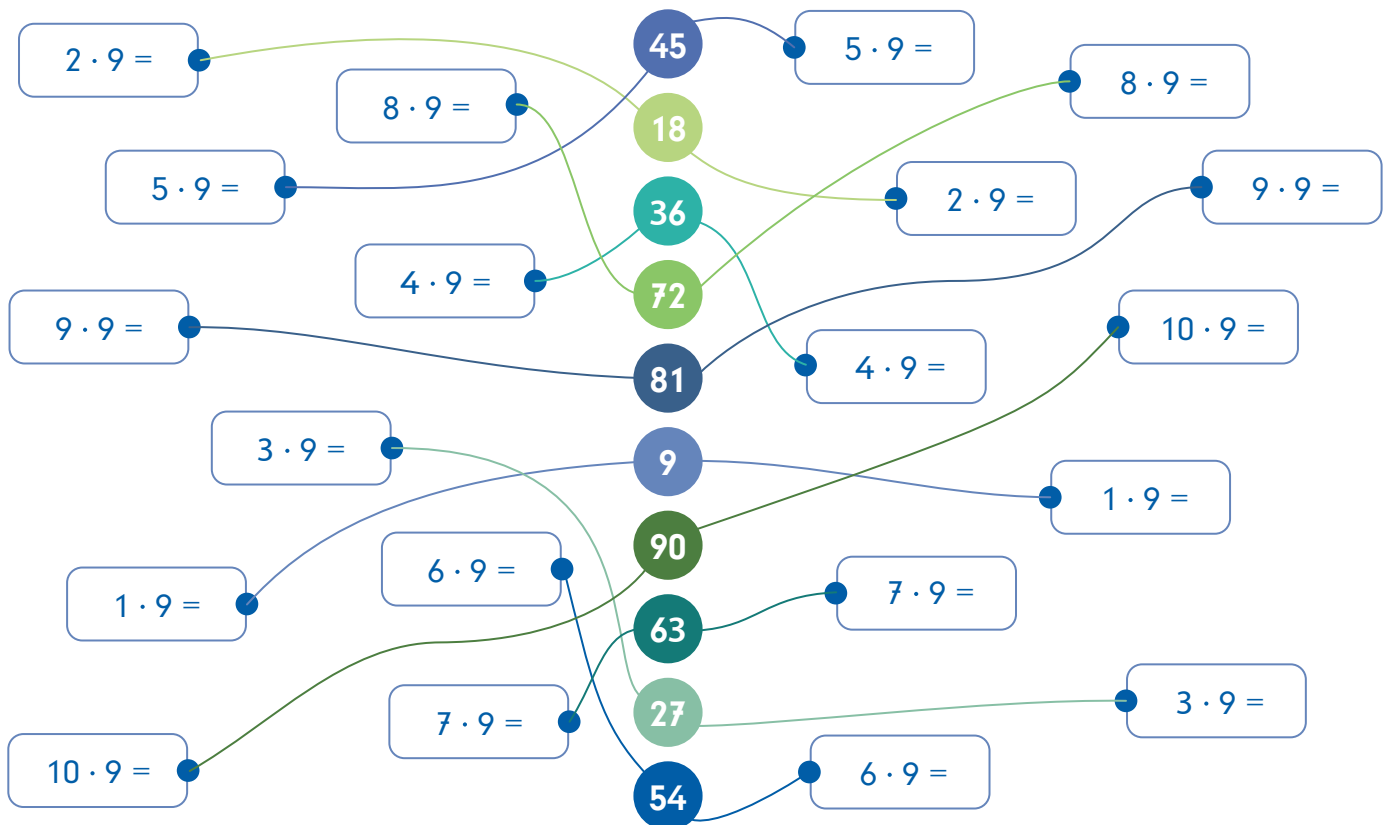 2 · 9 =
8 · 9 =
5 · 9 =
4 · 9 =
9 · 9 =
3 · 9 =
6 · 9 =
1 · 9 =
7 · 9 =
10 · 9 =
45
18
36
72
81
9
90
63
27
54
5 · 9 =
8 · 9 =
2 · 9 =
9 · 9 =
10 · 9 =
4 · 9 =
1 · 9 =
7 · 9 =
3 · 9 =
6 · 9 =